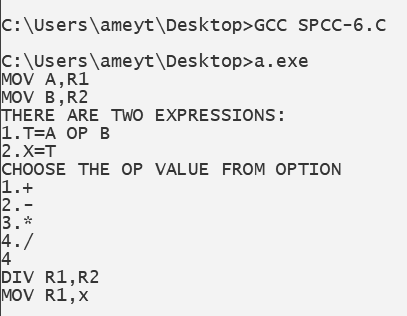 C:\Users\ameyt\Desktop>GCC SPCC-6.C
C:\Users\ameyt\Desktop>a.exe
MOV A,R1
MOV B,R2
THERE ARE TWO EXPRESSIONS:
1.T=A OP B
2.X=T
CHOOSE THE OP VALUE FROM OPTION
1.+
2.-
3.*
4./
4
DIV R1,R2
MOV R1,x